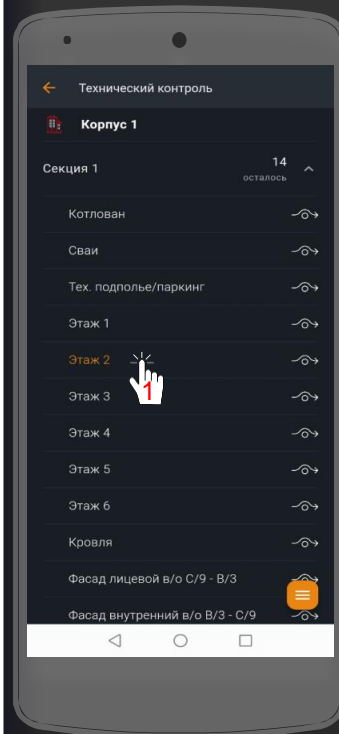 Технический контроль
Корпус 1
Секция 1 14
осталось
Котлован
Сваи
Тех. подполье/паркинг
Этаж 1
Этаж 2
1
Этаж 3
Этаж 4
Этаж 5
Этаж 6
Кровля
Фасад лицевой в/о С/9 - В/3
Фасад внутренний в/о В/3 - С/9